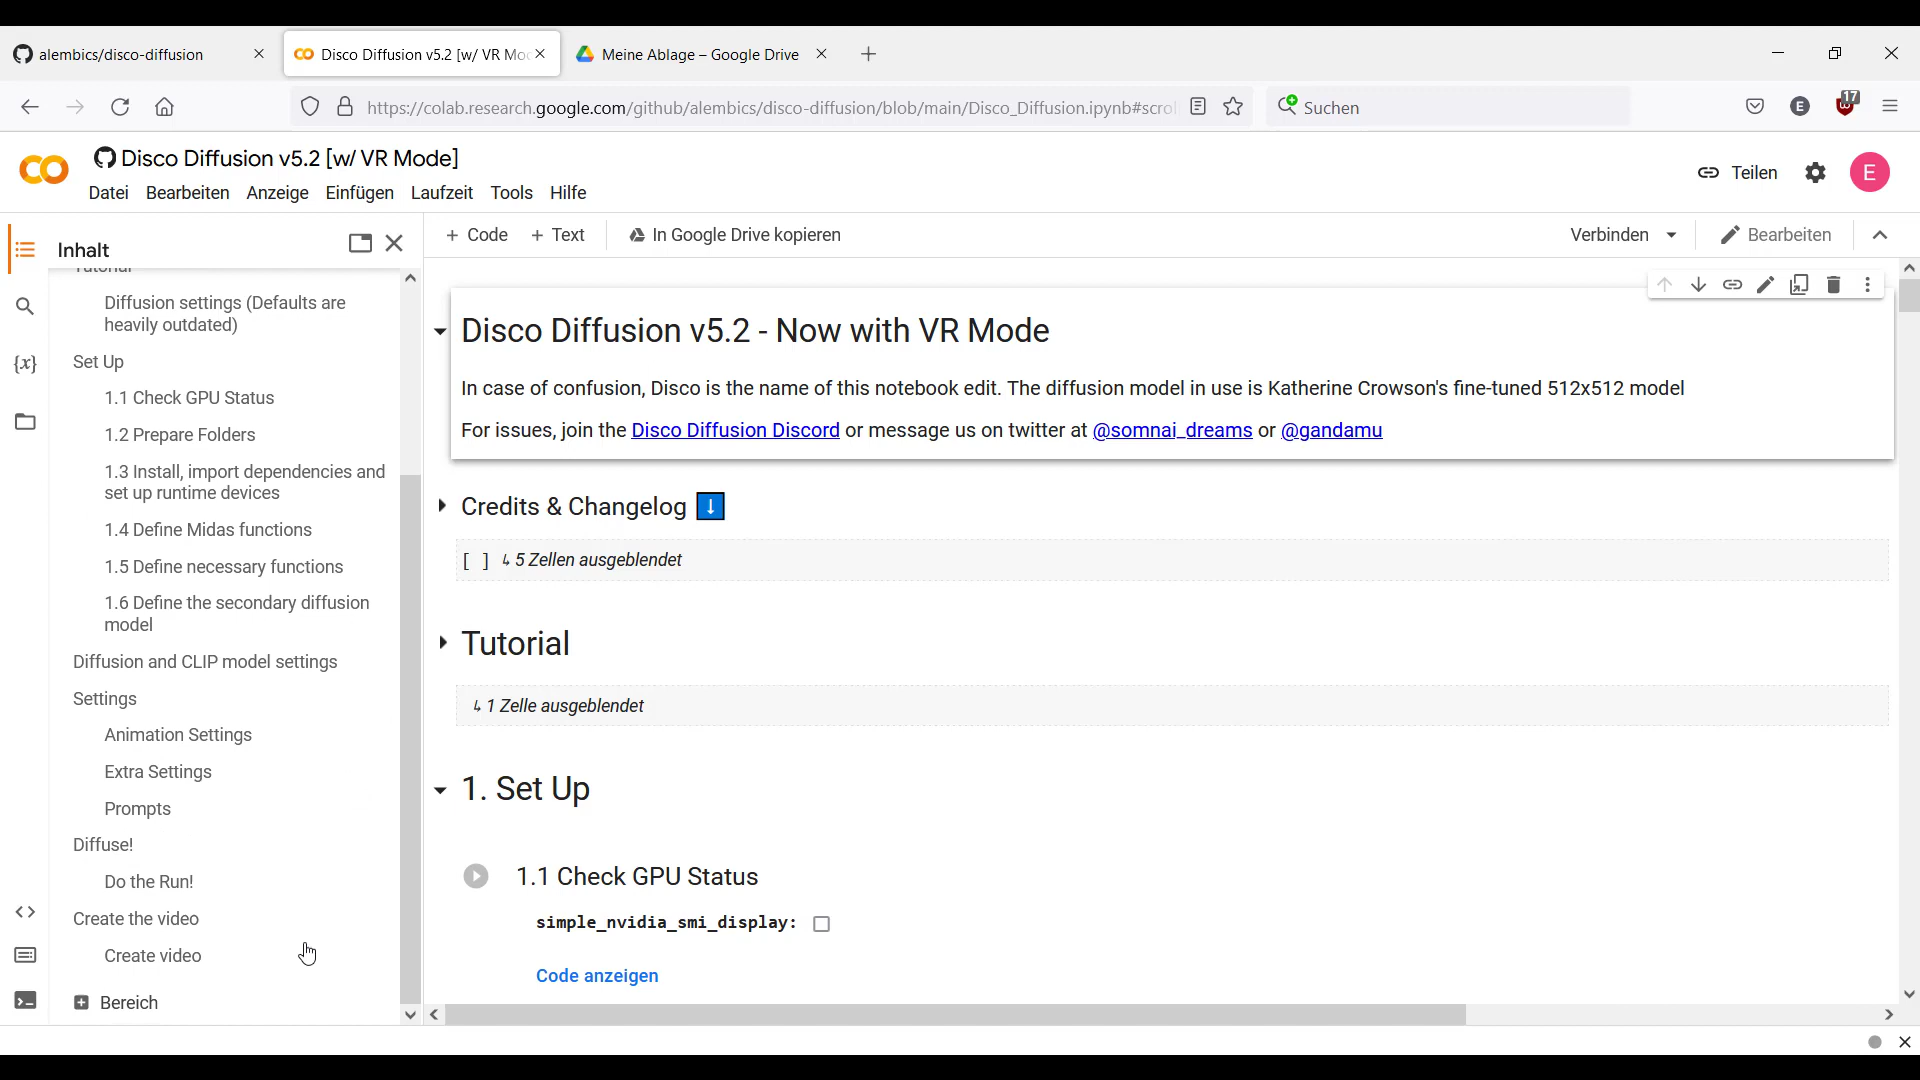 alembics/disco-diffusion
Disco Diffusion v5.2 [w/ VR Mo
Meine Ablage – Google Drive
https://colab.research.google.com/github/alembics/disco-diffusion/blob/main/Disco_Diffusion.ipynb#scrol
Suchen
E
17
Disco Diffusion v5.2 [w/ VR Mode]
Datei Bearbeiten Anzeige Einfügen Laufzeit Tools Hilfe
Teilen
E
Inhalt
+ Code + Text
In Google Drive kopieren
Verbinden
Bearbeiten
Tutorial
Diffusion settings (Defaults are
heavily outdated)
Set Up
1.1 Check GPU Status
1.2 Prepare Folders
1.3 Install, import dependencies and
set up runtime devices
1.4 Define Midas functions
1.5 Define necessary functions
1.6 Define the secondary diffusion
model
Diffusion and CLIP model settings
Settings
Animation Settings
Extra Settings
Prompts
Diffuse!
Do the Run!
Create the video
Create video
Bereich
{x}
Disco Diffusion v5.2 - Now with VR Mode
In case of confusion, Disco is the name of this notebook edit. The diffusion model in use is Katherine Crowson's fine-tuned 512x512 model
For issues, join the Disco Diffusion Discord or message us on twitter at @somnai_dreams or @gandamu
Credits & Changelog ⬇️
[ ] ↳ 5 Zellen ausgeblendet
Tutorial
↳ 1 Zelle ausgeblendet
1. Set Up
1.1 Check GPU Status
simple_nvidia_smi_display:
Code anzeigen